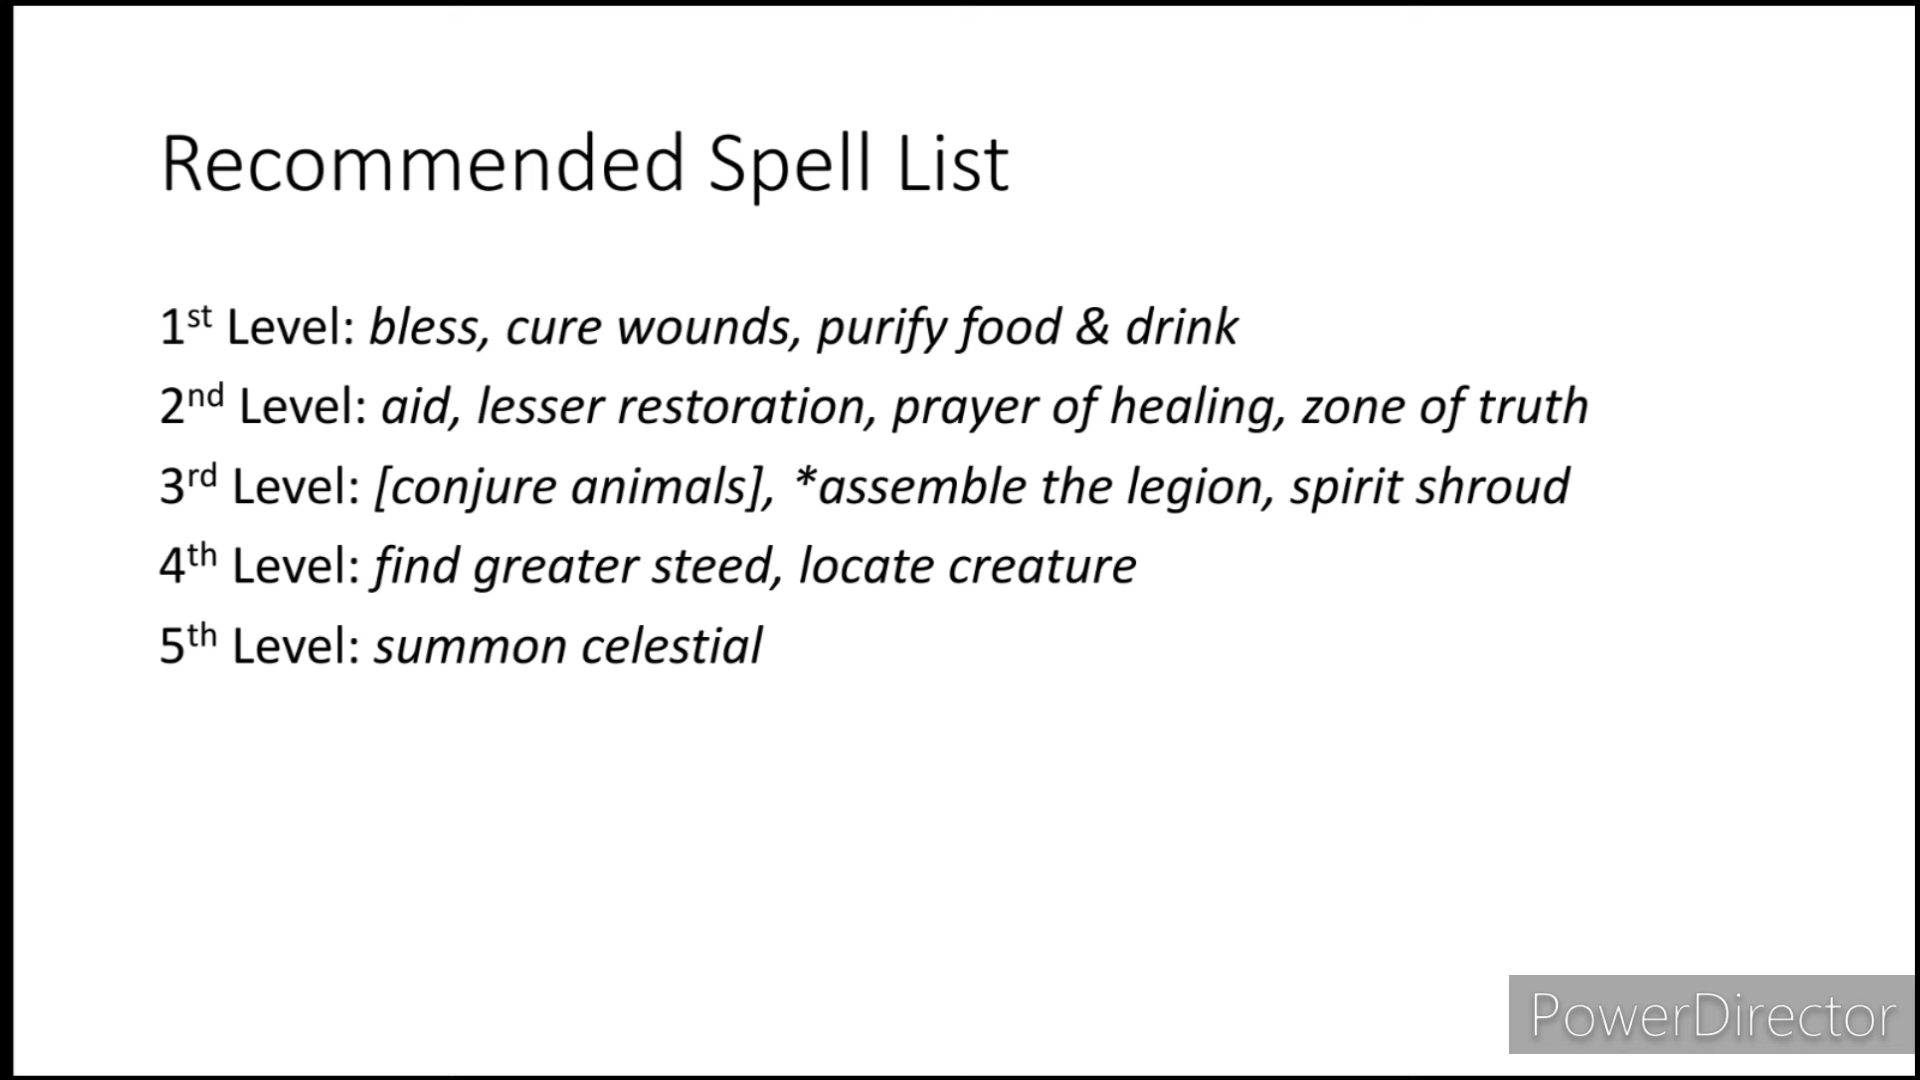 Recommended Spell List
1st Level: bless, cure wounds, purify food & drink
2nd Level: aid, lesser restoration, prayer of healing, zone of truth
3rd Level: [conjure animals], *assemble the legion, spirit shroud
4th Level: find greater steed, locate creature
5th Level: summon celestial
PowerDirector